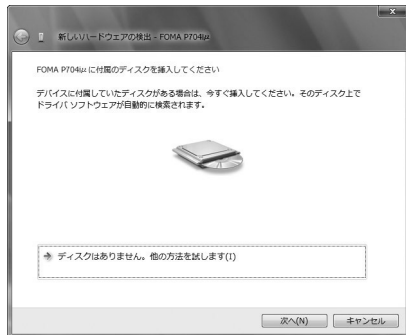 新しいハードウェアの検出 - FOMA P704iμ
FOMA P704iμ に付属のディスクを挿入してください
デバイスに付属していたディスクがある場合は、今すぐ挿入してください。そのディスク上で
ドライバ ソフトウェアが自動的に検索されます。
ディスクはありません。他の方法を試します(I)
次へ(N)
キャンセル